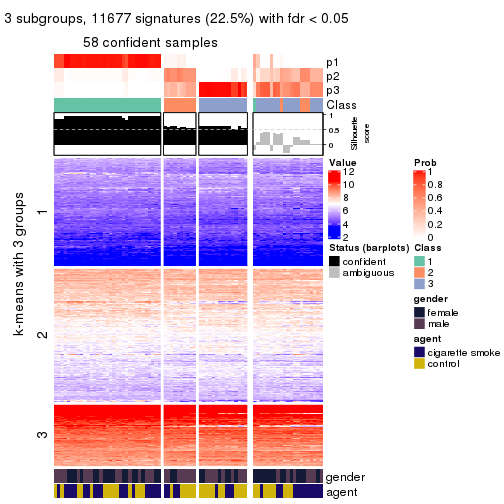 3 subgroups, 11677 signatures (22.5%) with fdr < 0.05
58 confident samples
p1
p2
p3
Class
1
0.5
0
Silhouette
score
k-means with 3 groups
1
2
3
gender
agent
Value
12
10
8
6
4
2
Prob
1
0.8
0.6
0.4
0.2
0
Status (barplots)
confident
ambiguous
Class
1
2
3
gender
female
male
agent
cigarette smoke
control